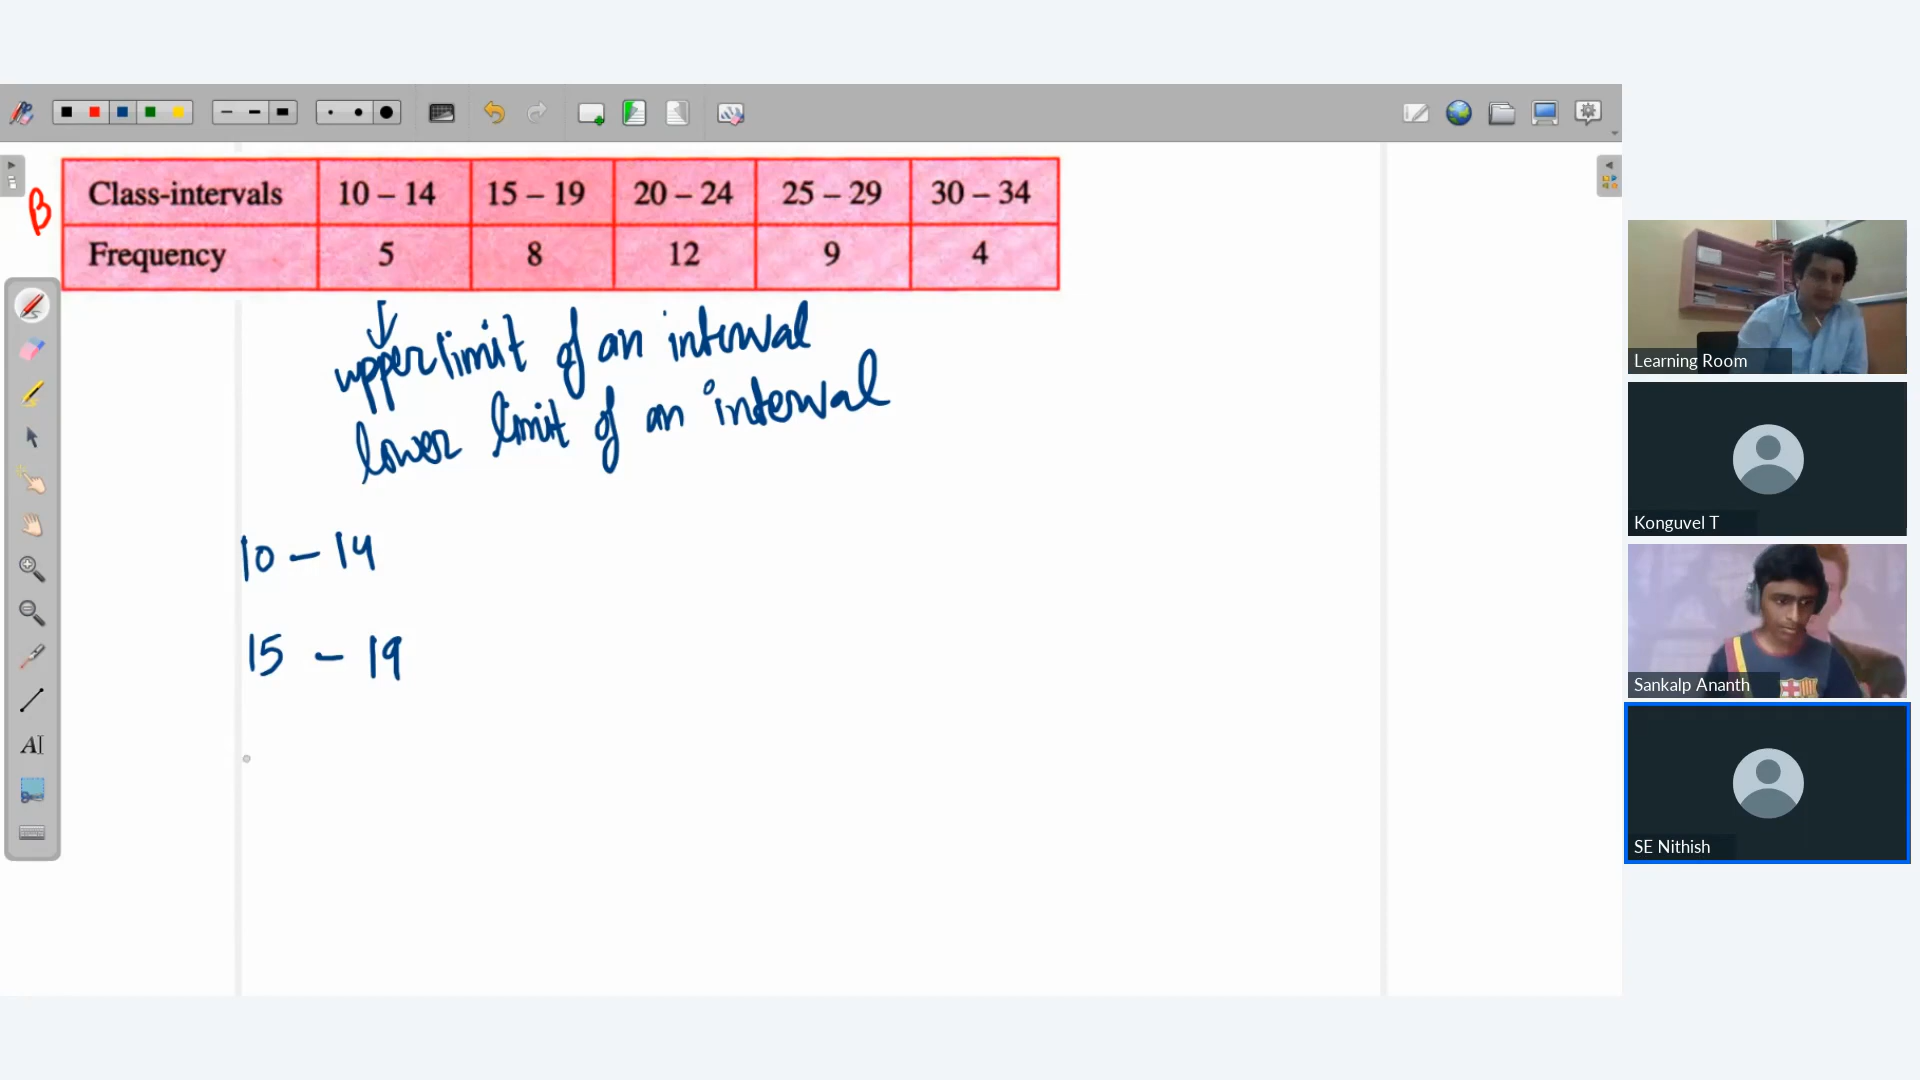 B
Class-intervals 10 – 14 15 – 19 20 – 24 25 – 29 30 – 34
Frequency 5 8 12 9 4
upper limit of an interval
lower limit of an interval
10 – 14
15 – 19
Learning Room
Konguvel T
Sankalp Ananth
SE Nithish